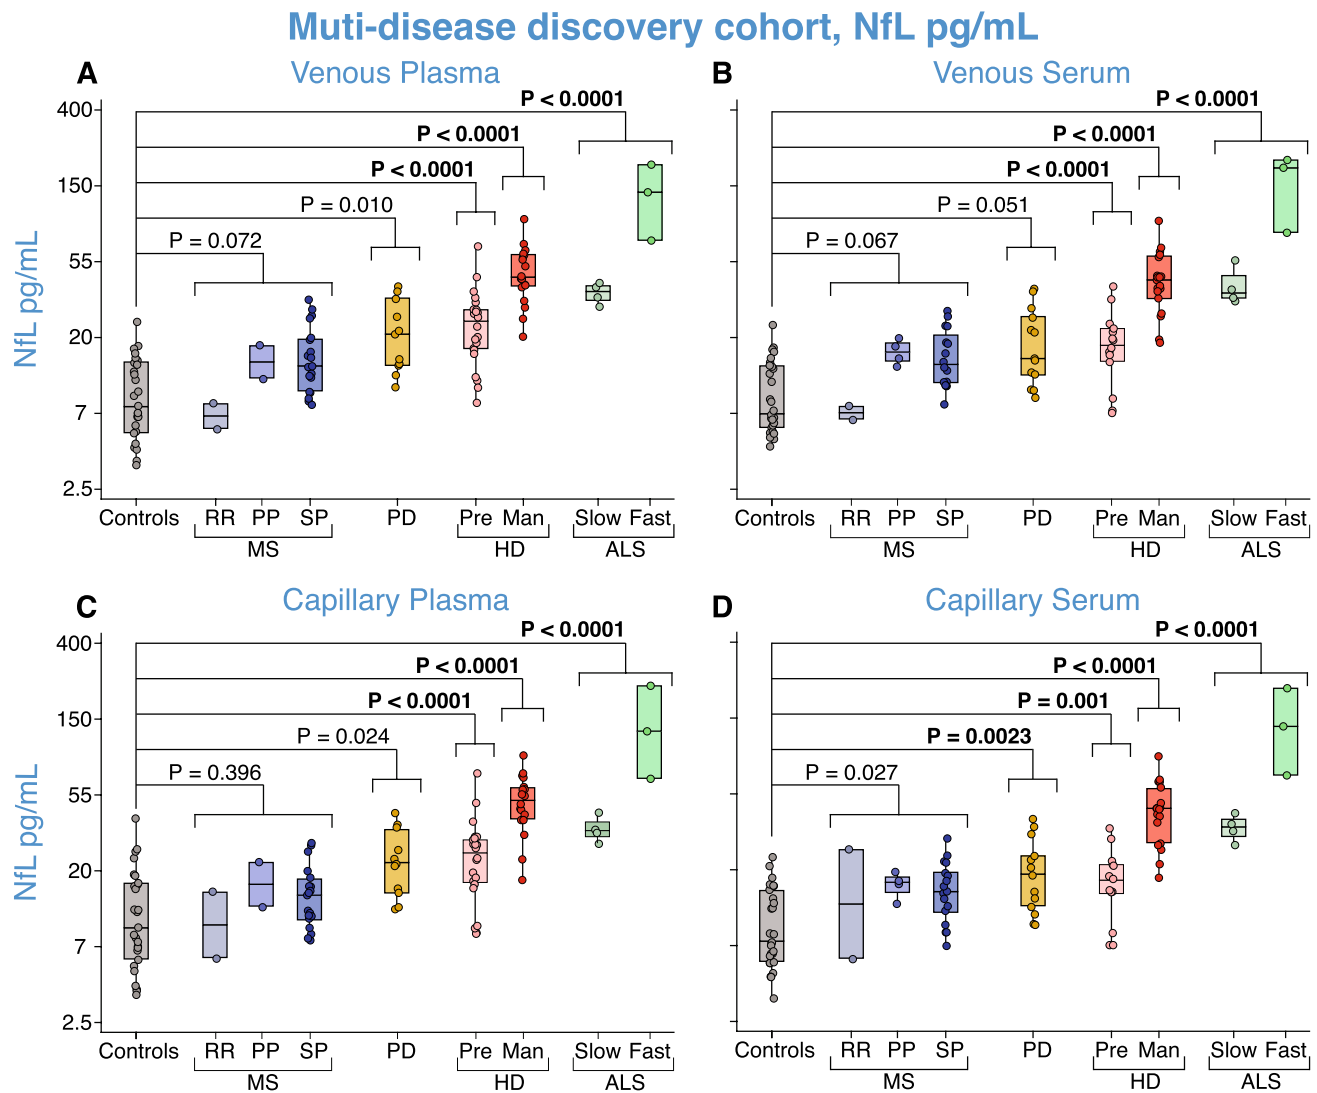 Muti-disease discovery cohort, NfL pg/mL
A Venous Plasma
NfL pg/mL
400
150
55
20
7
2.5
P < 0.0001
P < 0.0001
P < 0.0001
P = 0.010
P = 0.072
Controls RR PP SP PD Pre Man Slow Fast
MS HD ALS
B Venous Serum
P < 0.0001
P < 0.0001
P < 0.0001
P = 0.051
P = 0.067
Controls RR PP SP PD Pre Man Slow Fast
MS HD ALS
C Capillary Plasma
NfL pg/mL
400
150
55
20
7
2.5
P < 0.0001
P < 0.0001
P < 0.0001
P = 0.024
P = 0.396
Controls RR PP SP PD Pre Man Slow Fast
MS HD ALS
D Capillary Serum
P < 0.0001
P < 0.0001
P = 0.001
P = 0.0023
P = 0.027
Controls RR PP SP PD Pre Man Slow Fast
MS HD ALS